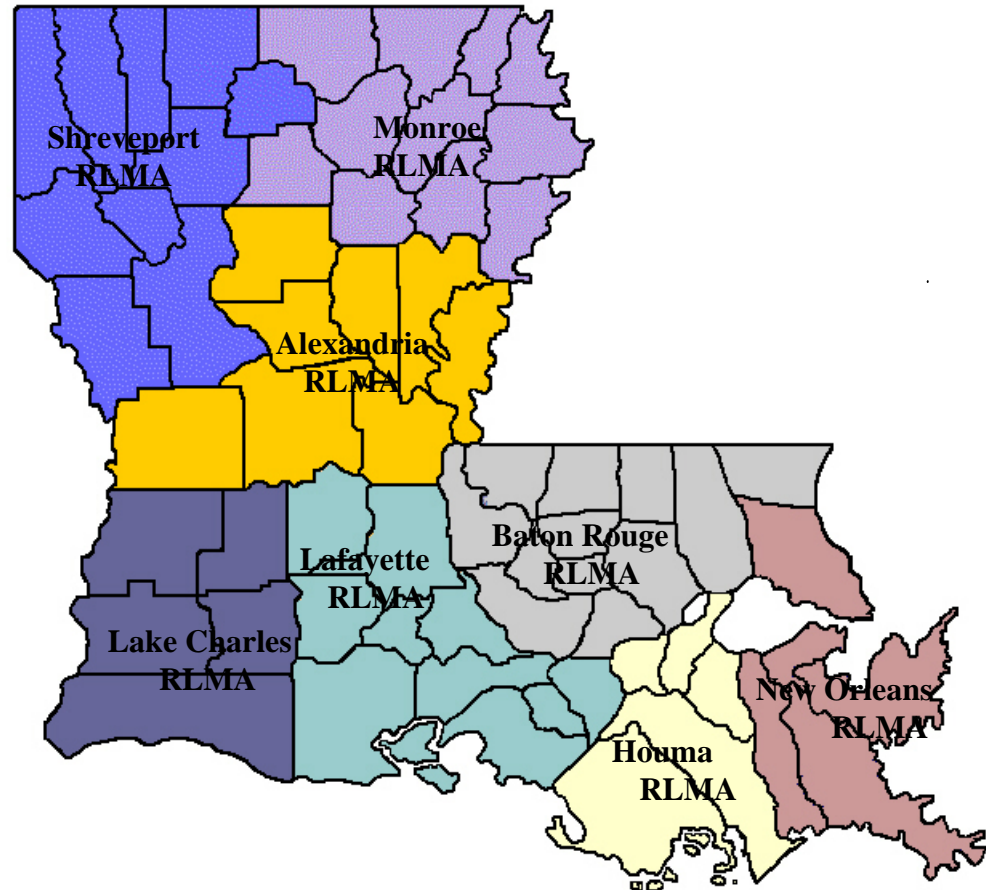 Shreveport
RLMA
Monroe
RLMA
Alexandria
RLMA
Baton Rouge
RLMA
Lafayette
RLMA
Lake Charles
RLMA
New Orleans
RLMA
Houma
RLMA